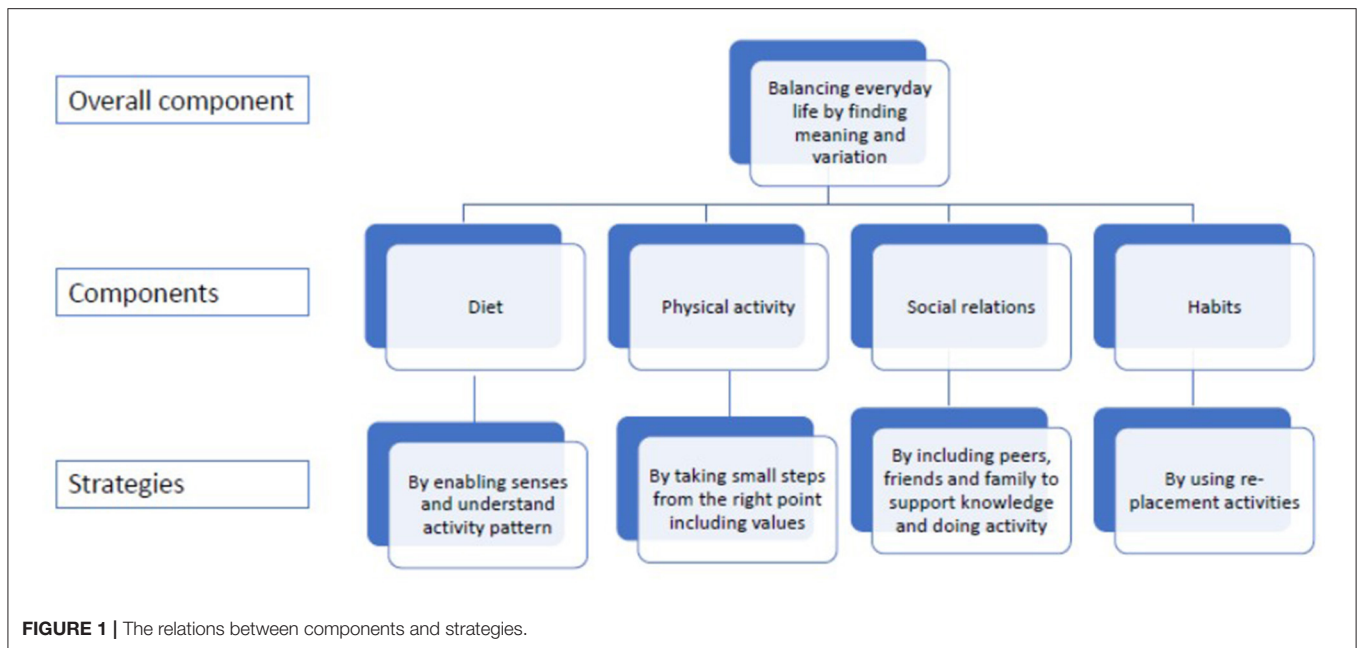 Overall component
Balancing everyday
life by finding
meaning and
variation
Components
Diet
Physical activity
Social relations
Habits
Strategies
By enabling senses
and understand
activity pattern
By taking small steps
from the right point
including values
By including peers,
friends and family to
support knowledge
and doing activity
By using re-
placement activities
FIGURE 1 | The relations between components and strategies.